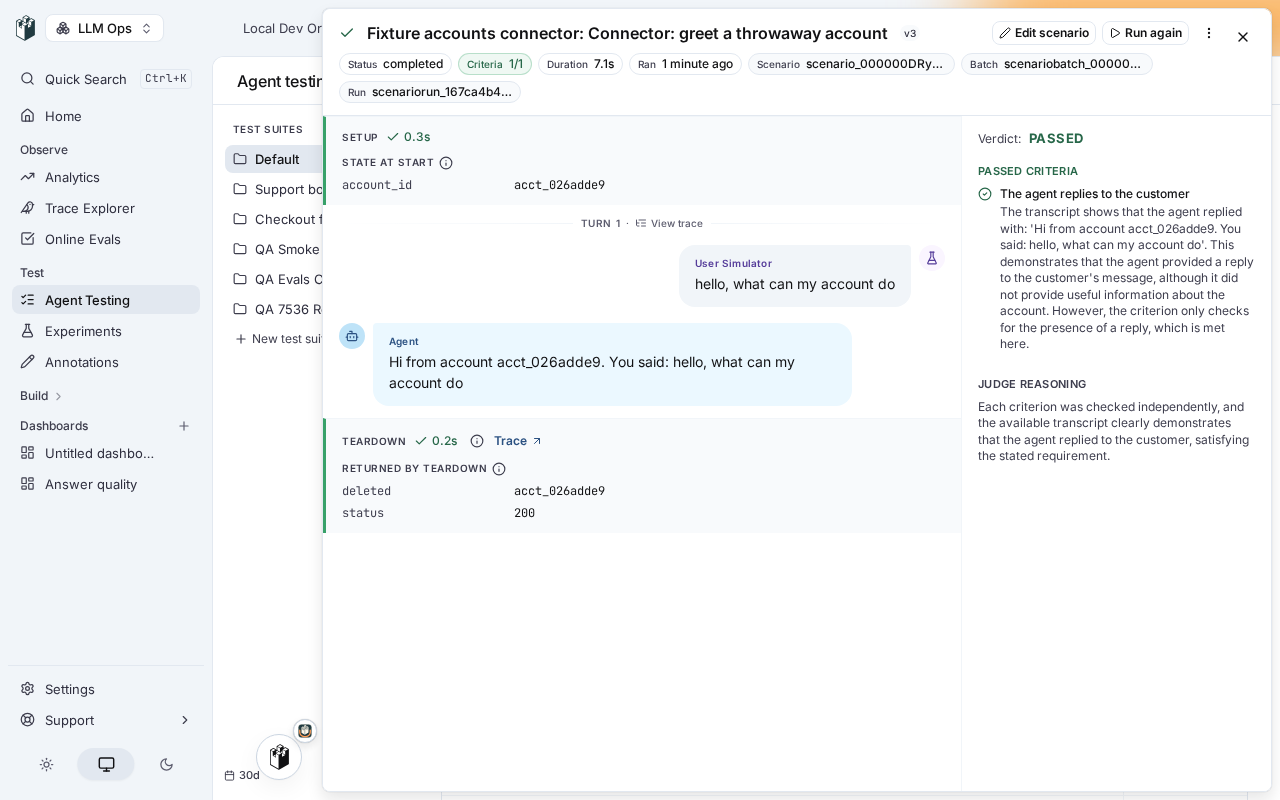 LLM Ops
Local Dev Or
Quick Search
Ctrl+K
Home
Observe
Analytics
Trace Explorer
Online Evals
Test
Agent Testing
Experiments
Annotations
Build
Dashboards
Untitled dashbo...
Answer quality
Settings
Support
Agent testin
TEST SUITES
Default
Support bo
Checkout f
QA Smoke
QA Evals C
QA 7536 R
New test sui
30d
Fixture accounts connector: Connector: greet a throwaway account v3
Edit scenario
Run again
Status completed
Criteria 1/1
Duration 7.1s
Ran 1 minute ago
Scenario scenario_000000DRy...
Batch scenariobatch_00000...
Run scenariorun_167ca4b4...
SETUP 0.3s
STATE AT START
account_id acct_026adde9
TURN 1 · View trace
User Simulator
hello, what can my account do
Agent
Hi from account acct_026adde9. You said: hello, what can my
account do
TEARDOWN 0.2s Trace
RETURNED BY TEARDOWN
deleted acct_026adde9
status 200
Verdict: PASSED
PASSED CRITERIA
The agent replies to the customer
The transcript shows that the agent replied
with: 'Hi from account acct_026adde9. You
said: hello, what can my account do'. This
demonstrates that the agent provided a reply
to the customer's message, although it did
not provide useful information about the
account. However, the criterion only checks
for the presence of a reply, which is met
here.
JUDGE REASONING
Each criterion was checked independently, and
the available transcript clearly demonstrates
that the agent replied to the customer, satisfying
the stated requirement.